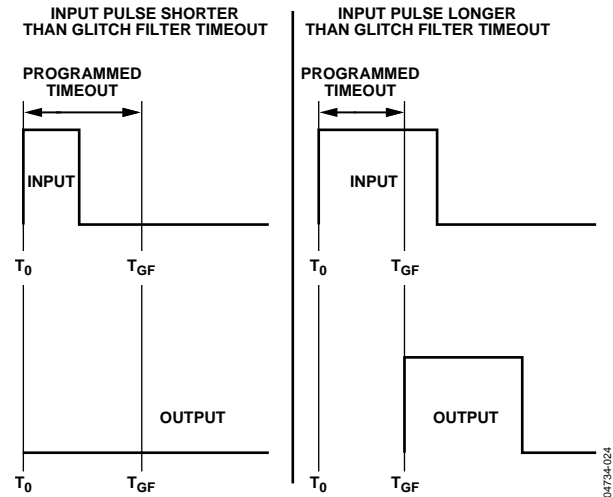 INPUT PULSE SHORTER
THAN GLITCH FILTER TIMEOUT
INPUT PULSE LONGER
THAN GLITCH FILTER TIMEOUT
PROGRAMMED
TIMEOUT
PROGRAMMED
TIMEOUT
INPUT
INPUT
T0
TGF
T0
TGF
OUTPUT
OUTPUT
T0
TGF
T0
TGF
04734-024